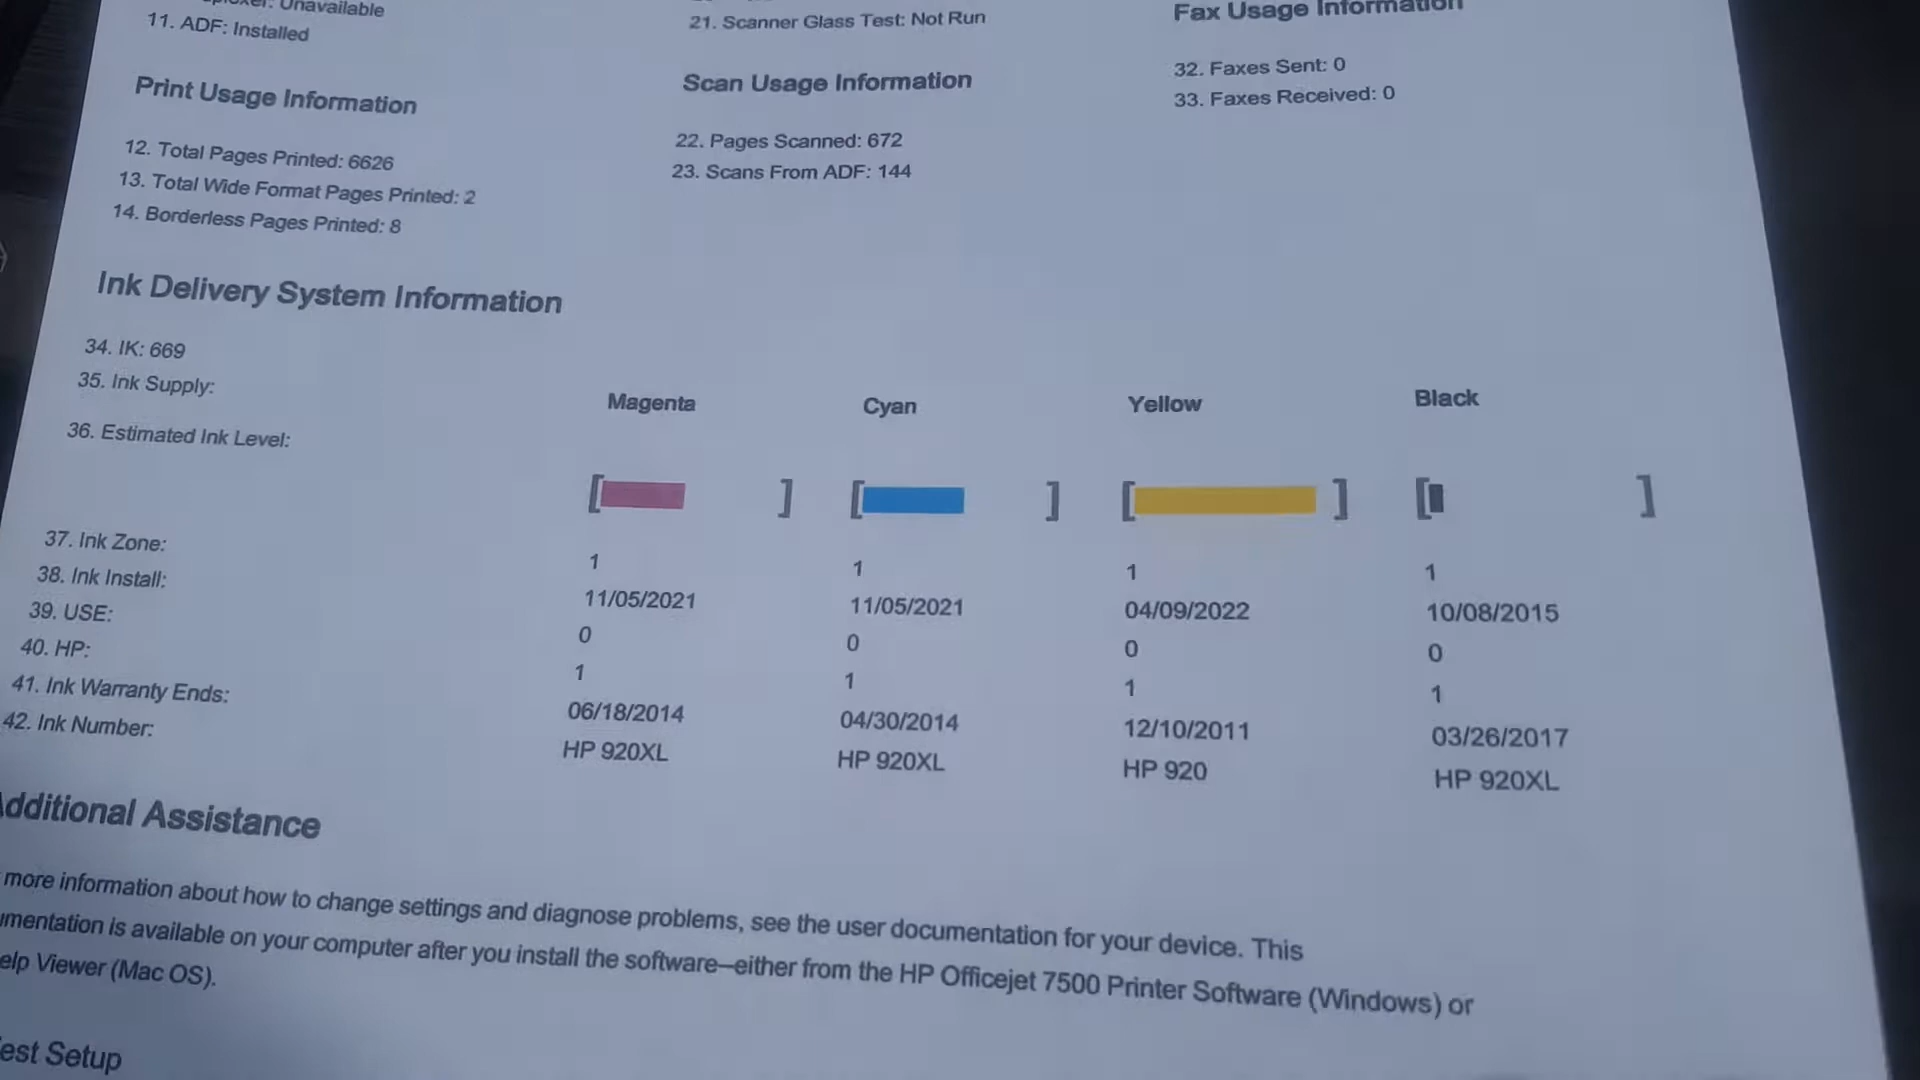 Unavailable
11. ADF: Installed
Print Usage Information
12. Total Pages Printed: 6626
13. Total Wide Format Pages Printed: 2
14. Borderless Pages Printed: 8
21. Scanner Glass Test: Not Run
Scan Usage Information
22. Pages Scanned: 672
23. Scans From ADF: 144
Fax Usage Information
32. Faxes Sent: 0
33. Faxes Received: 0
Ink Delivery System Information
34. IK: 669
35. Ink Supply: Magenta Cyan Yellow Black
36. Estimated Ink Level: [ ] [ ] [ ] [ ]
37. Ink Zone: 1 1 1 1
38. Ink Install: 11/05/2021 11/05/2021 04/09/2022 10/08/2015
39. USE: 0 0 0 0
40. HP: 1 1 1 1
41. Ink Warranty Ends: 06/18/2014 04/30/2014 12/10/2011 03/26/2017
42. Ink Number: HP 920XL HP 920XL HP 920 HP 920XL
Additional Assistance
more information about how to change settings and diagnose problems, see the user documentation for your device. This
umentation is available on your computer after you install the software–either from the HP Officejet 7500 Printer Software (Windows) or
elp Viewer (Mac OS).
est Setup